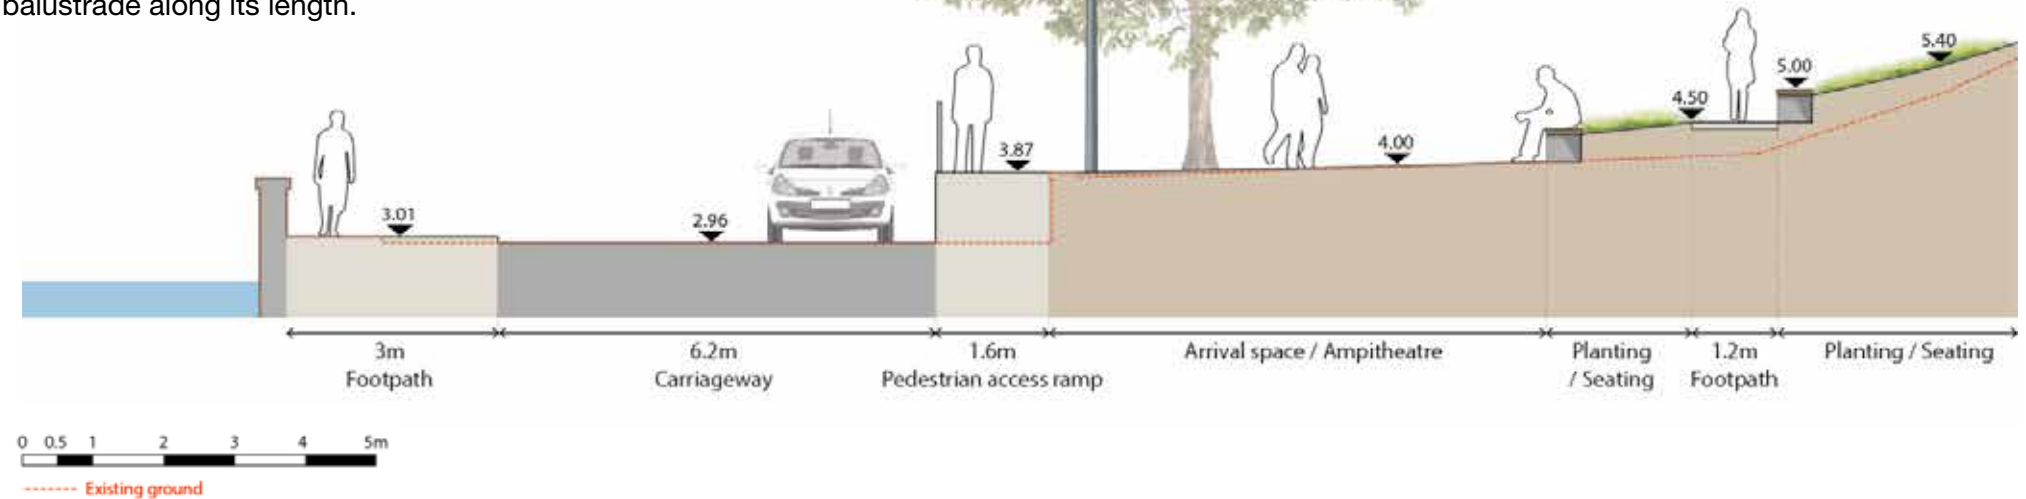 balustrade along its length.
5.40
5.00
4.50
4.00
3.87
3.01
2.96
3m
Footpath
6.2m
Carriageway
1.6m
Pedestrian access ramp
Arrival space / Ampitheatre
Planting
/ Seating
1.2m
Footpath
Planting / Seating
0 0.5 1 2 3 4 5m
Existing ground